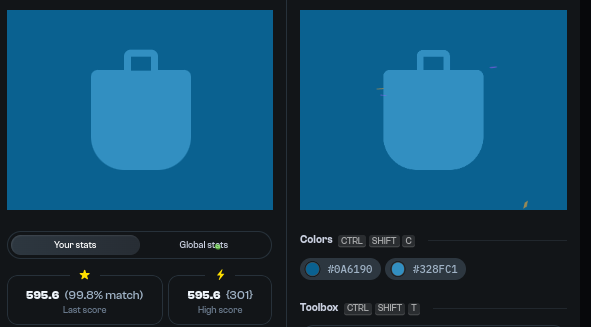 Your stats
Global stats
595.6 (99.8% match)
Last score
595.6 {301}
High score
Colors CTRL SHIFT C
#0A6190 #328FC1
Toolbox CTRL SHIFT T